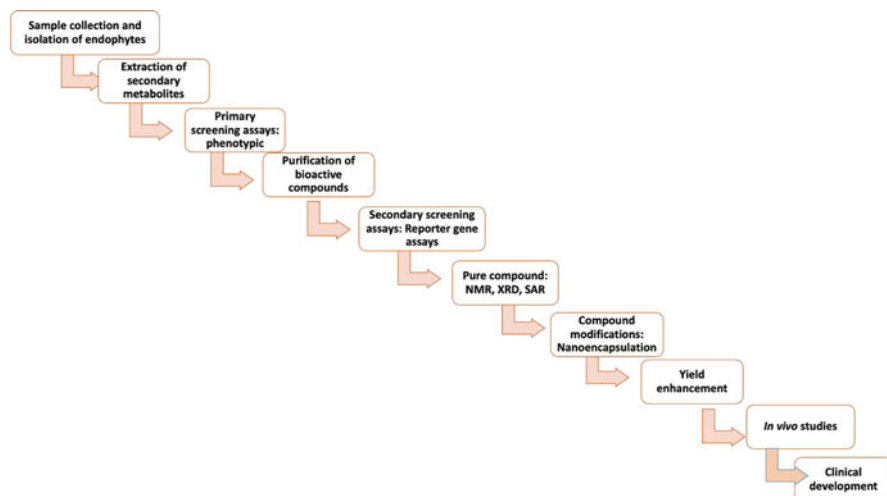 Sample collection and
isolation of endophytes
Extraction of
secondary
metabolites
Primary
screening assays:
phenotypic
Purification of
bioactive
compounds
Secondary screening
assays: Reporter gene
assays
Pure compound:
NMR, XRD, SAR
Compound
modifications:
Nanoencapsulation
Yield
enhancement
In vivo studies
Clinical
development